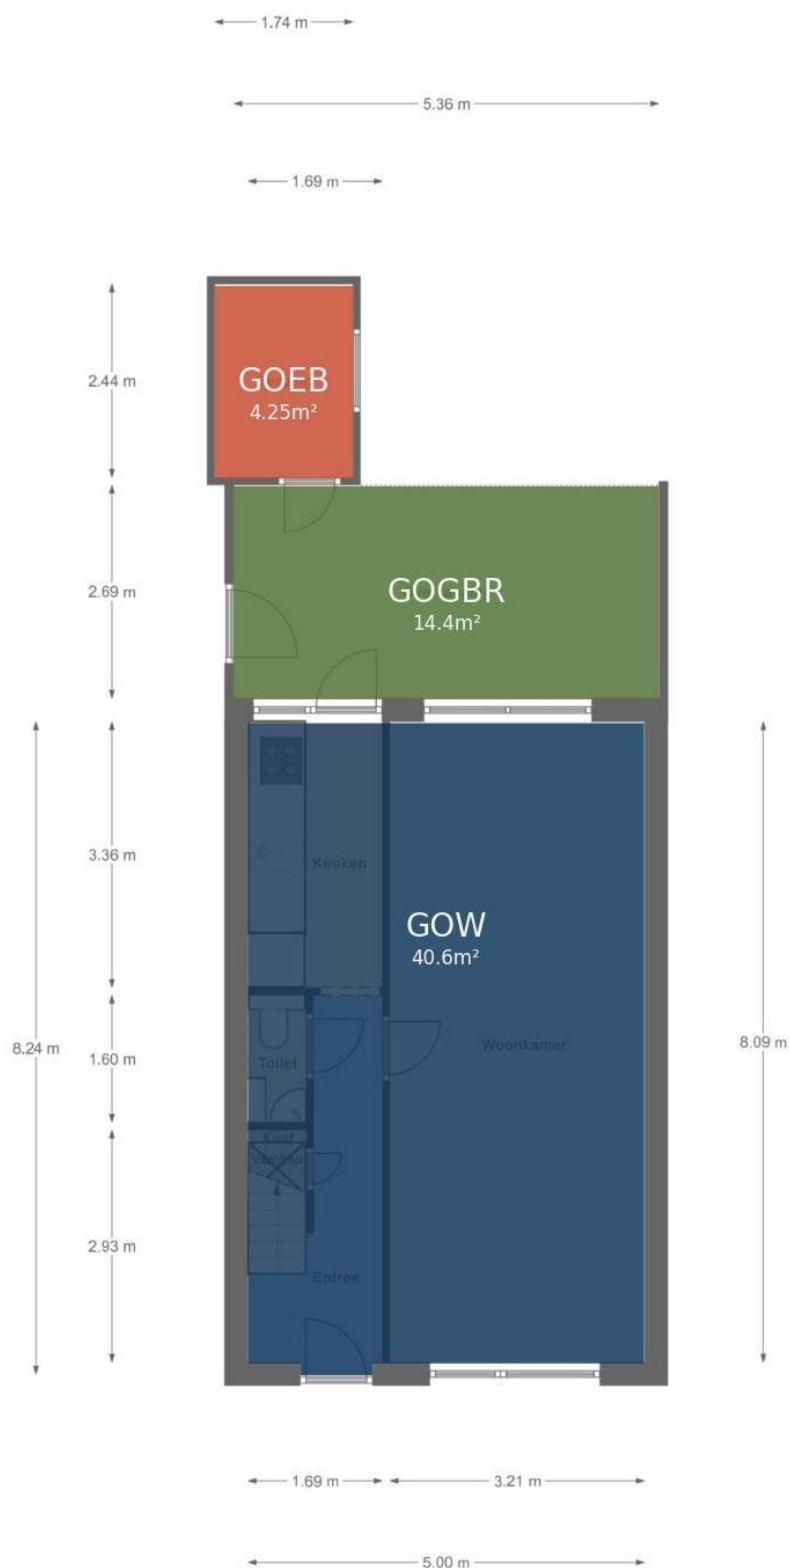 1.74 m
5.36 m
1.69 m
2.44 m
GOEB
4.25m²
2.69 m
GOGBR
14.4m²
3.36 m
Keuken
GOW
40.6m²
8.24 m
1.60 m
Toilet
Woonkamer
8.09 m
Kast
2.93 m
Entree
1.69 m
3.21 m
5.00 m